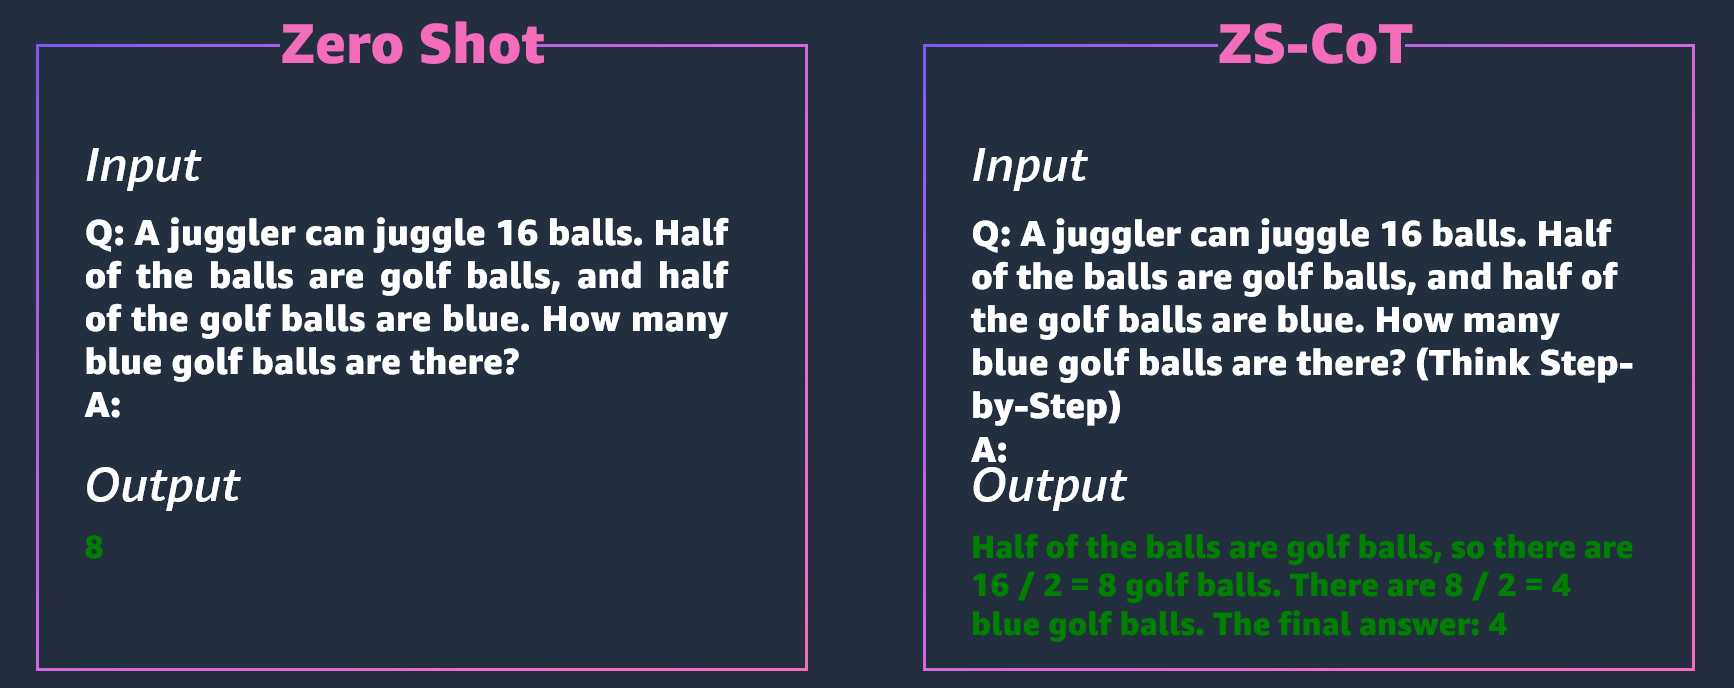 Zero Shot
Input
Q: A juggler can juggle 16 balls. Half
of the balls are golf balls, and half
of the golf balls are blue. How many
blue golf balls are there?
A:
Output
8
ZS-CoT
Input
Q: A juggler can juggle 16 balls. Half
of the balls are golf balls, and half of
the golf balls are blue. How many
blue golf balls are there? (Think Step-
by-Step)
A:
Output
Half of the balls are golf balls, so there are
16 / 2 = 8 golf balls. There are 8 / 2 = 4
blue golf balls. The final answer: 4